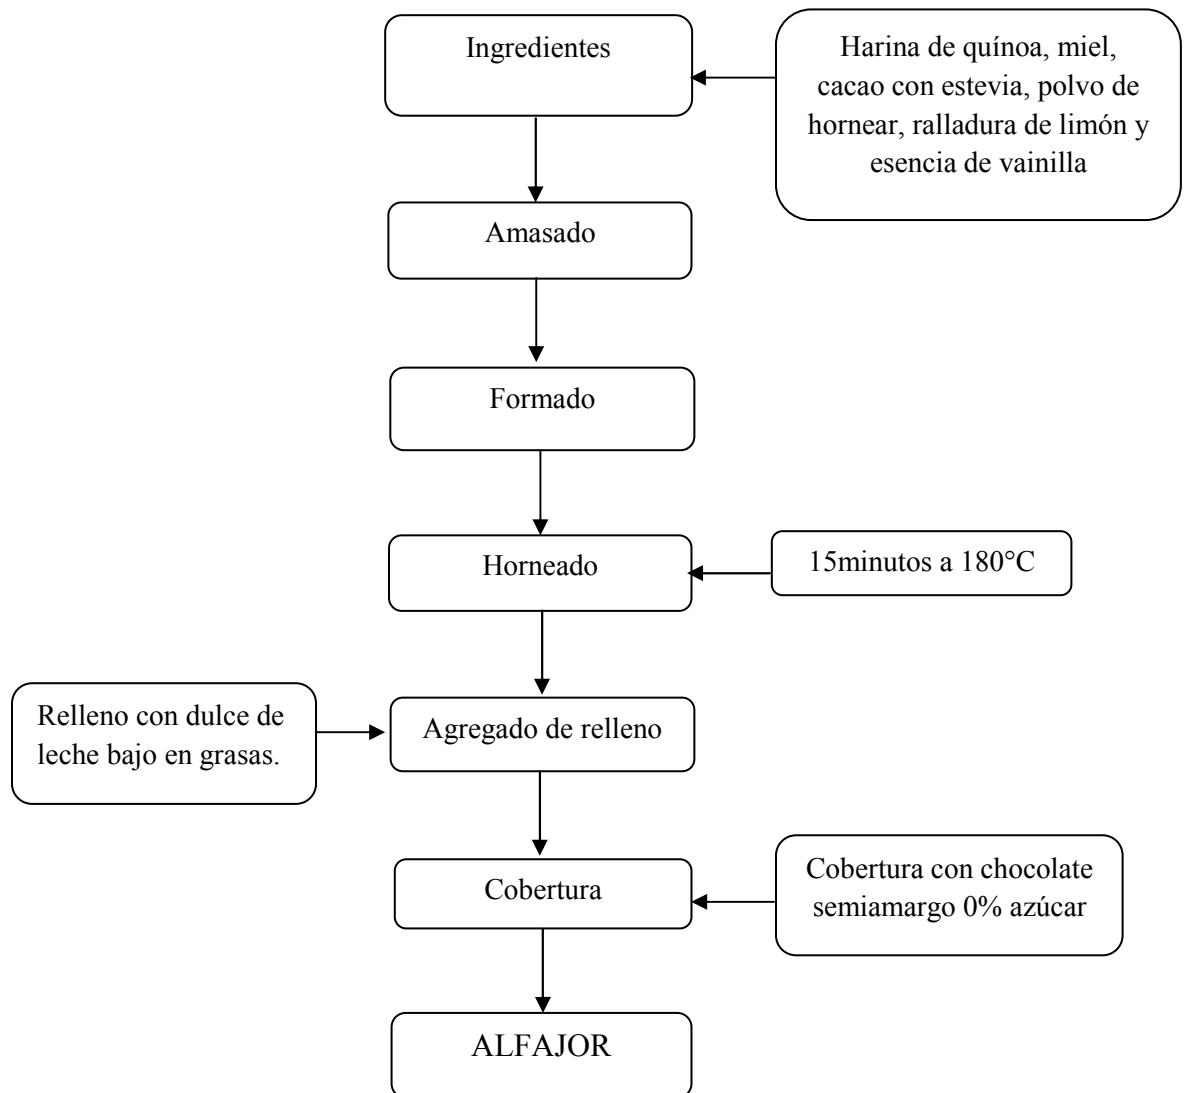 Ingredientes
Harina de quínoa, miel,
cacao con estevia, polvo de
hornear, ralladura de limón y
esencia de vainilla
Amasado
Formado
Horneado
15minutos a 180°C
Relleno con dulce de
leche bajo en grasas.
Agregado de relleno
Cobertura
Cobertura con chocolate
semiamargo 0% azúcar
ALFAJOR